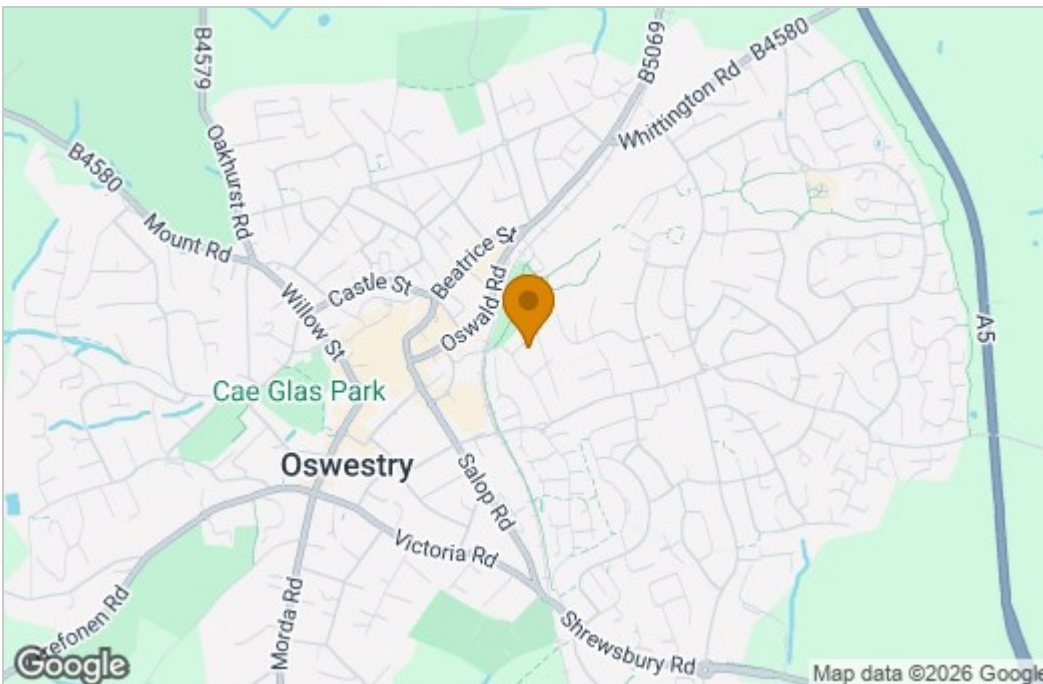 B4579
B5069
B4580
Whittington Rd
B4580
Oakhurst Rd
Mount Rd
Beatrice St
Castle St
Willow St
Oswald Rd
A5
Cae Glas Park
Oswestry
Salop Rd
Victoria Rd
Trefonen Rd
Morda Rd
Shrewsbury Rd
Google
Map data ©2026 Google